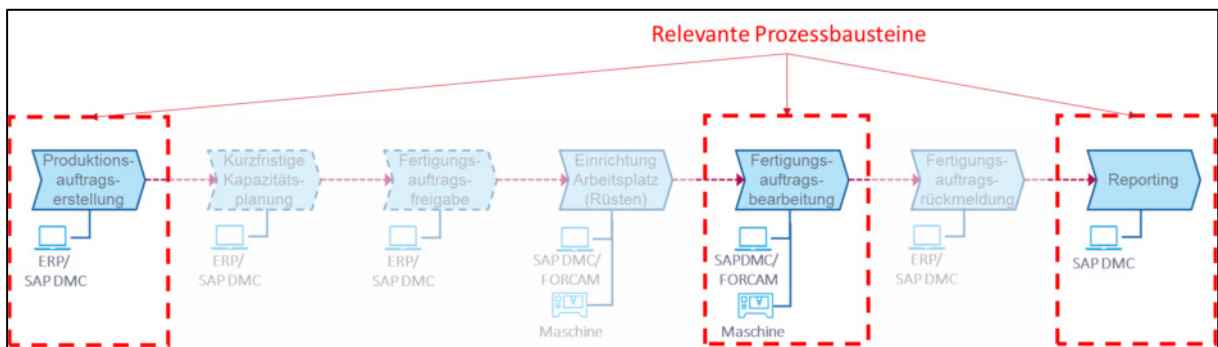 Relevante Prozessbausteine
Produktions-
auftrags-
erstellung
Kurzfristige
Kapazitäts-
planung
Fertigungs-
auftrags-
freigabe
Einrichtung
Arbeitsplatz
(Rüsten)
Fertigungs-
auftrags-
bearbeitung
Fertigungs-
auftrags-
rückmeldung
Reporting
ERP/
SAP DMC
ERP/
SAP DMC
ERP/
SAP DMC
SAP DMC/
FORCAM
Maschine
SAPDMC/
FORCAM
Maschine
ERP/
SAP DMC
SAP DMC